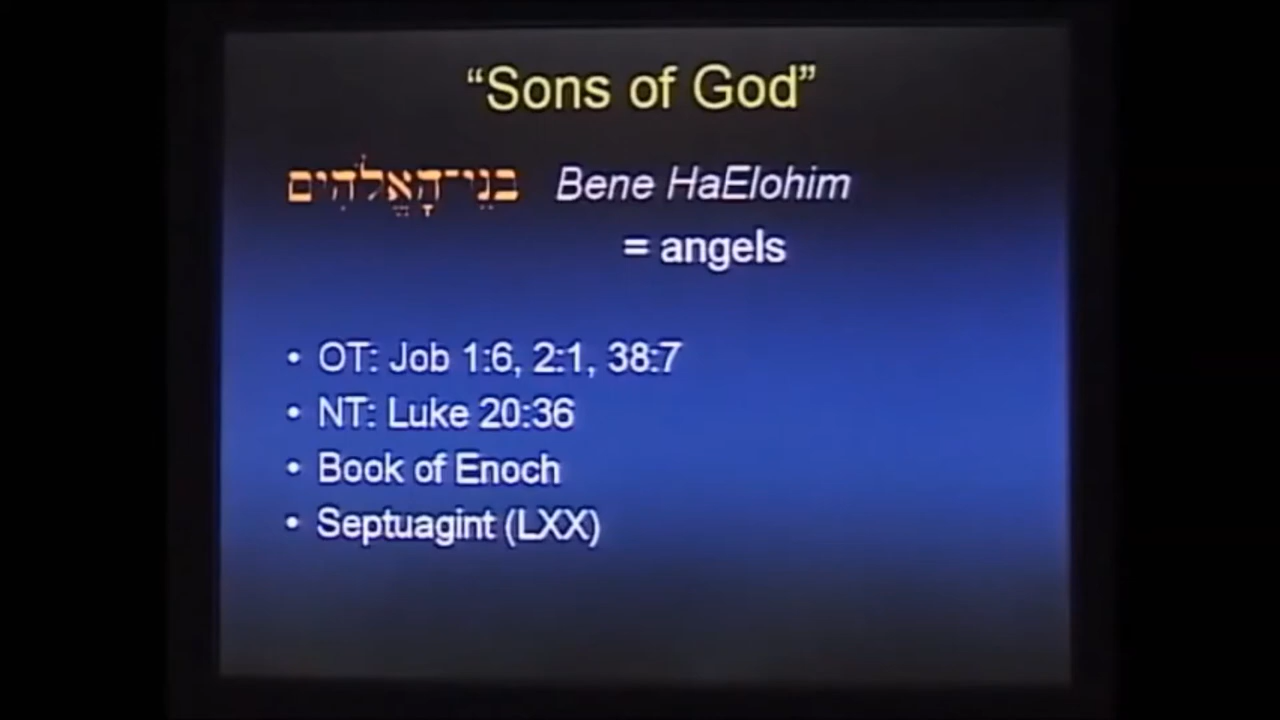 “Sons of God”
בְּנֵי־הָאֱלֹהִים Bene HaElohim
= angels
• OT: Job 1:6, 2:1, 38:7
• NT: Luke 20:36
• Book of Enoch
• Septuagint (LXX)